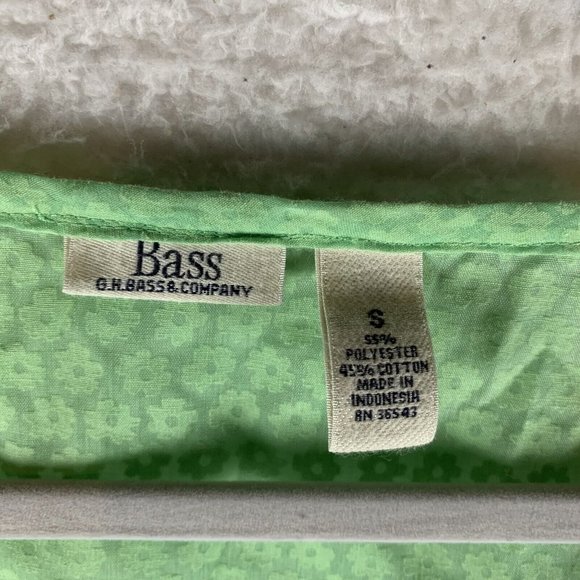 Bass
G.H.BASS&COMPANY
S
55%
POLYESTER
45% COTTON
MADE IN
INDONESIA
RN 36543